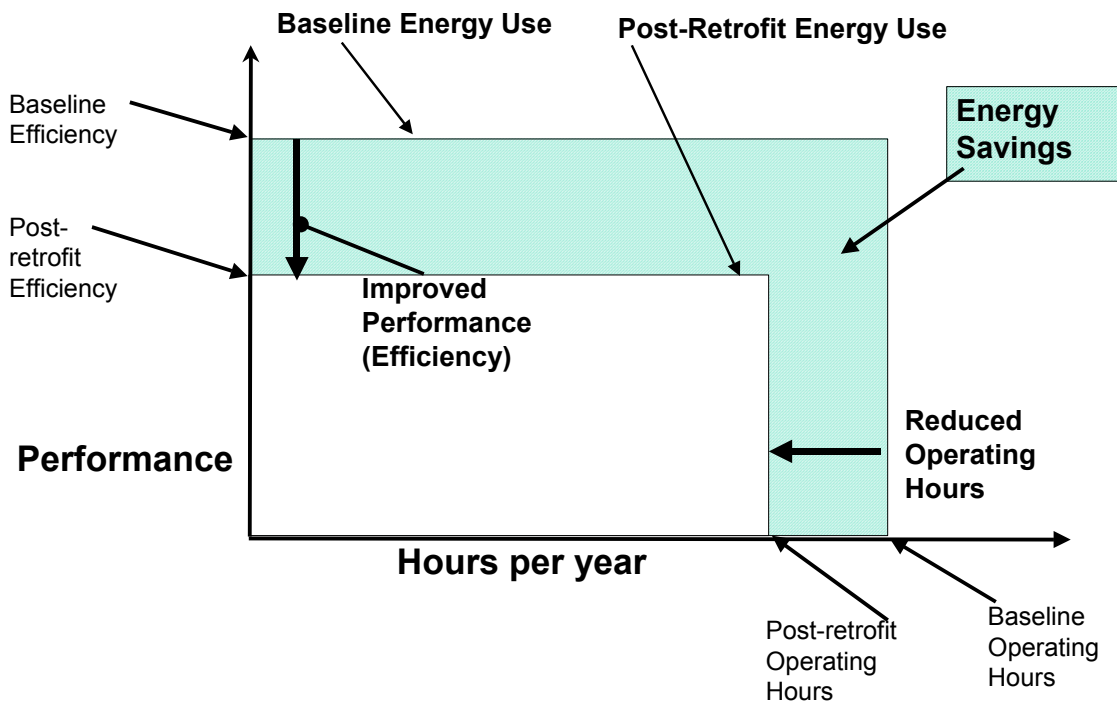 Baseline Energy Use
Post-Retrofit Energy Use
Baseline
Efficiency
Energy
Savings
Post-
retrofit
Efficiency
Improved
Performance
(Efficiency)
Reduced
Operating
Hours
Performance
Hours per year
Post-retrofit
Operating
Hours
Baseline
Operating
Hours